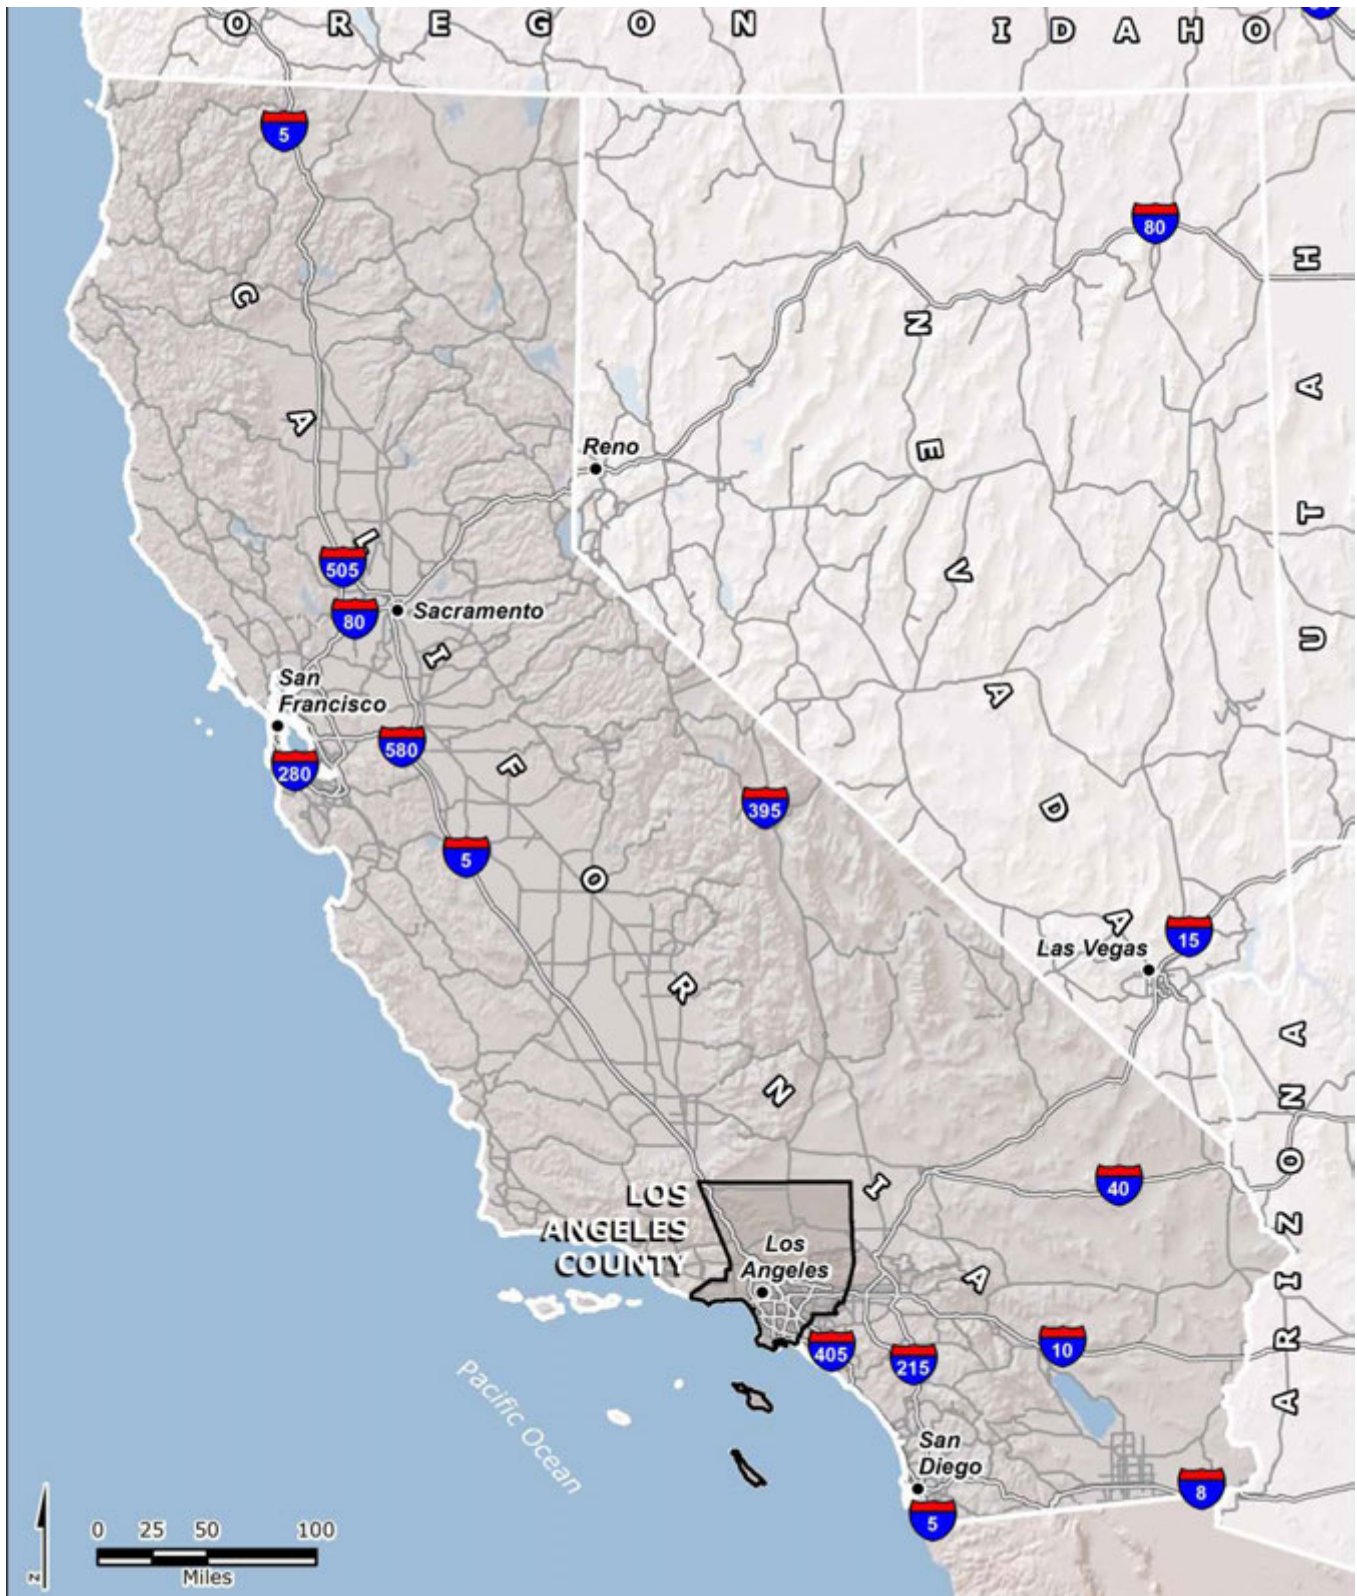 OREGON
IDAHO
5
80
CALIFORNIA
NEVADA
UTAH
Reno
505
80
Sacramento
San
Francisco
280
580
395
5
15
Las Vegas
ARIZONA
40
LOS
ANGELES
COUNTY
Los
Angeles
405
215
10
Pacific Ocean
San
Diego
8
5
N
0 25 50 100
Miles